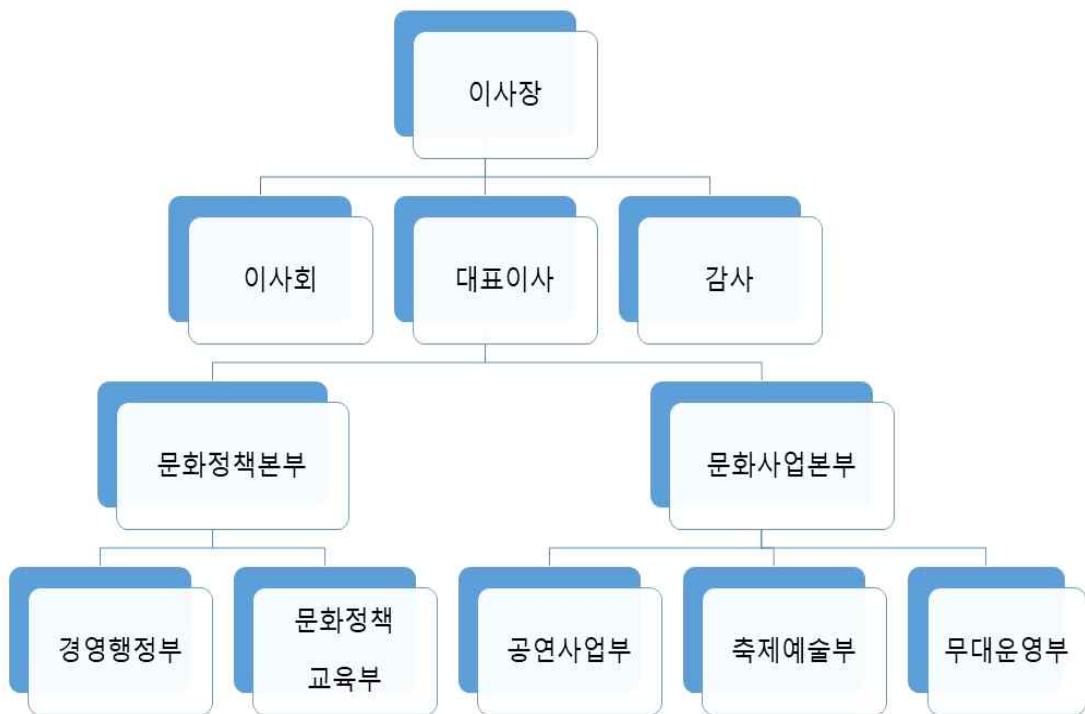 이사장
이사회
대표이사
감사
문화정책본부
문화사업본부
경영행정부
문화정책
교육부
공연사업부
축제예술부
무대운영부